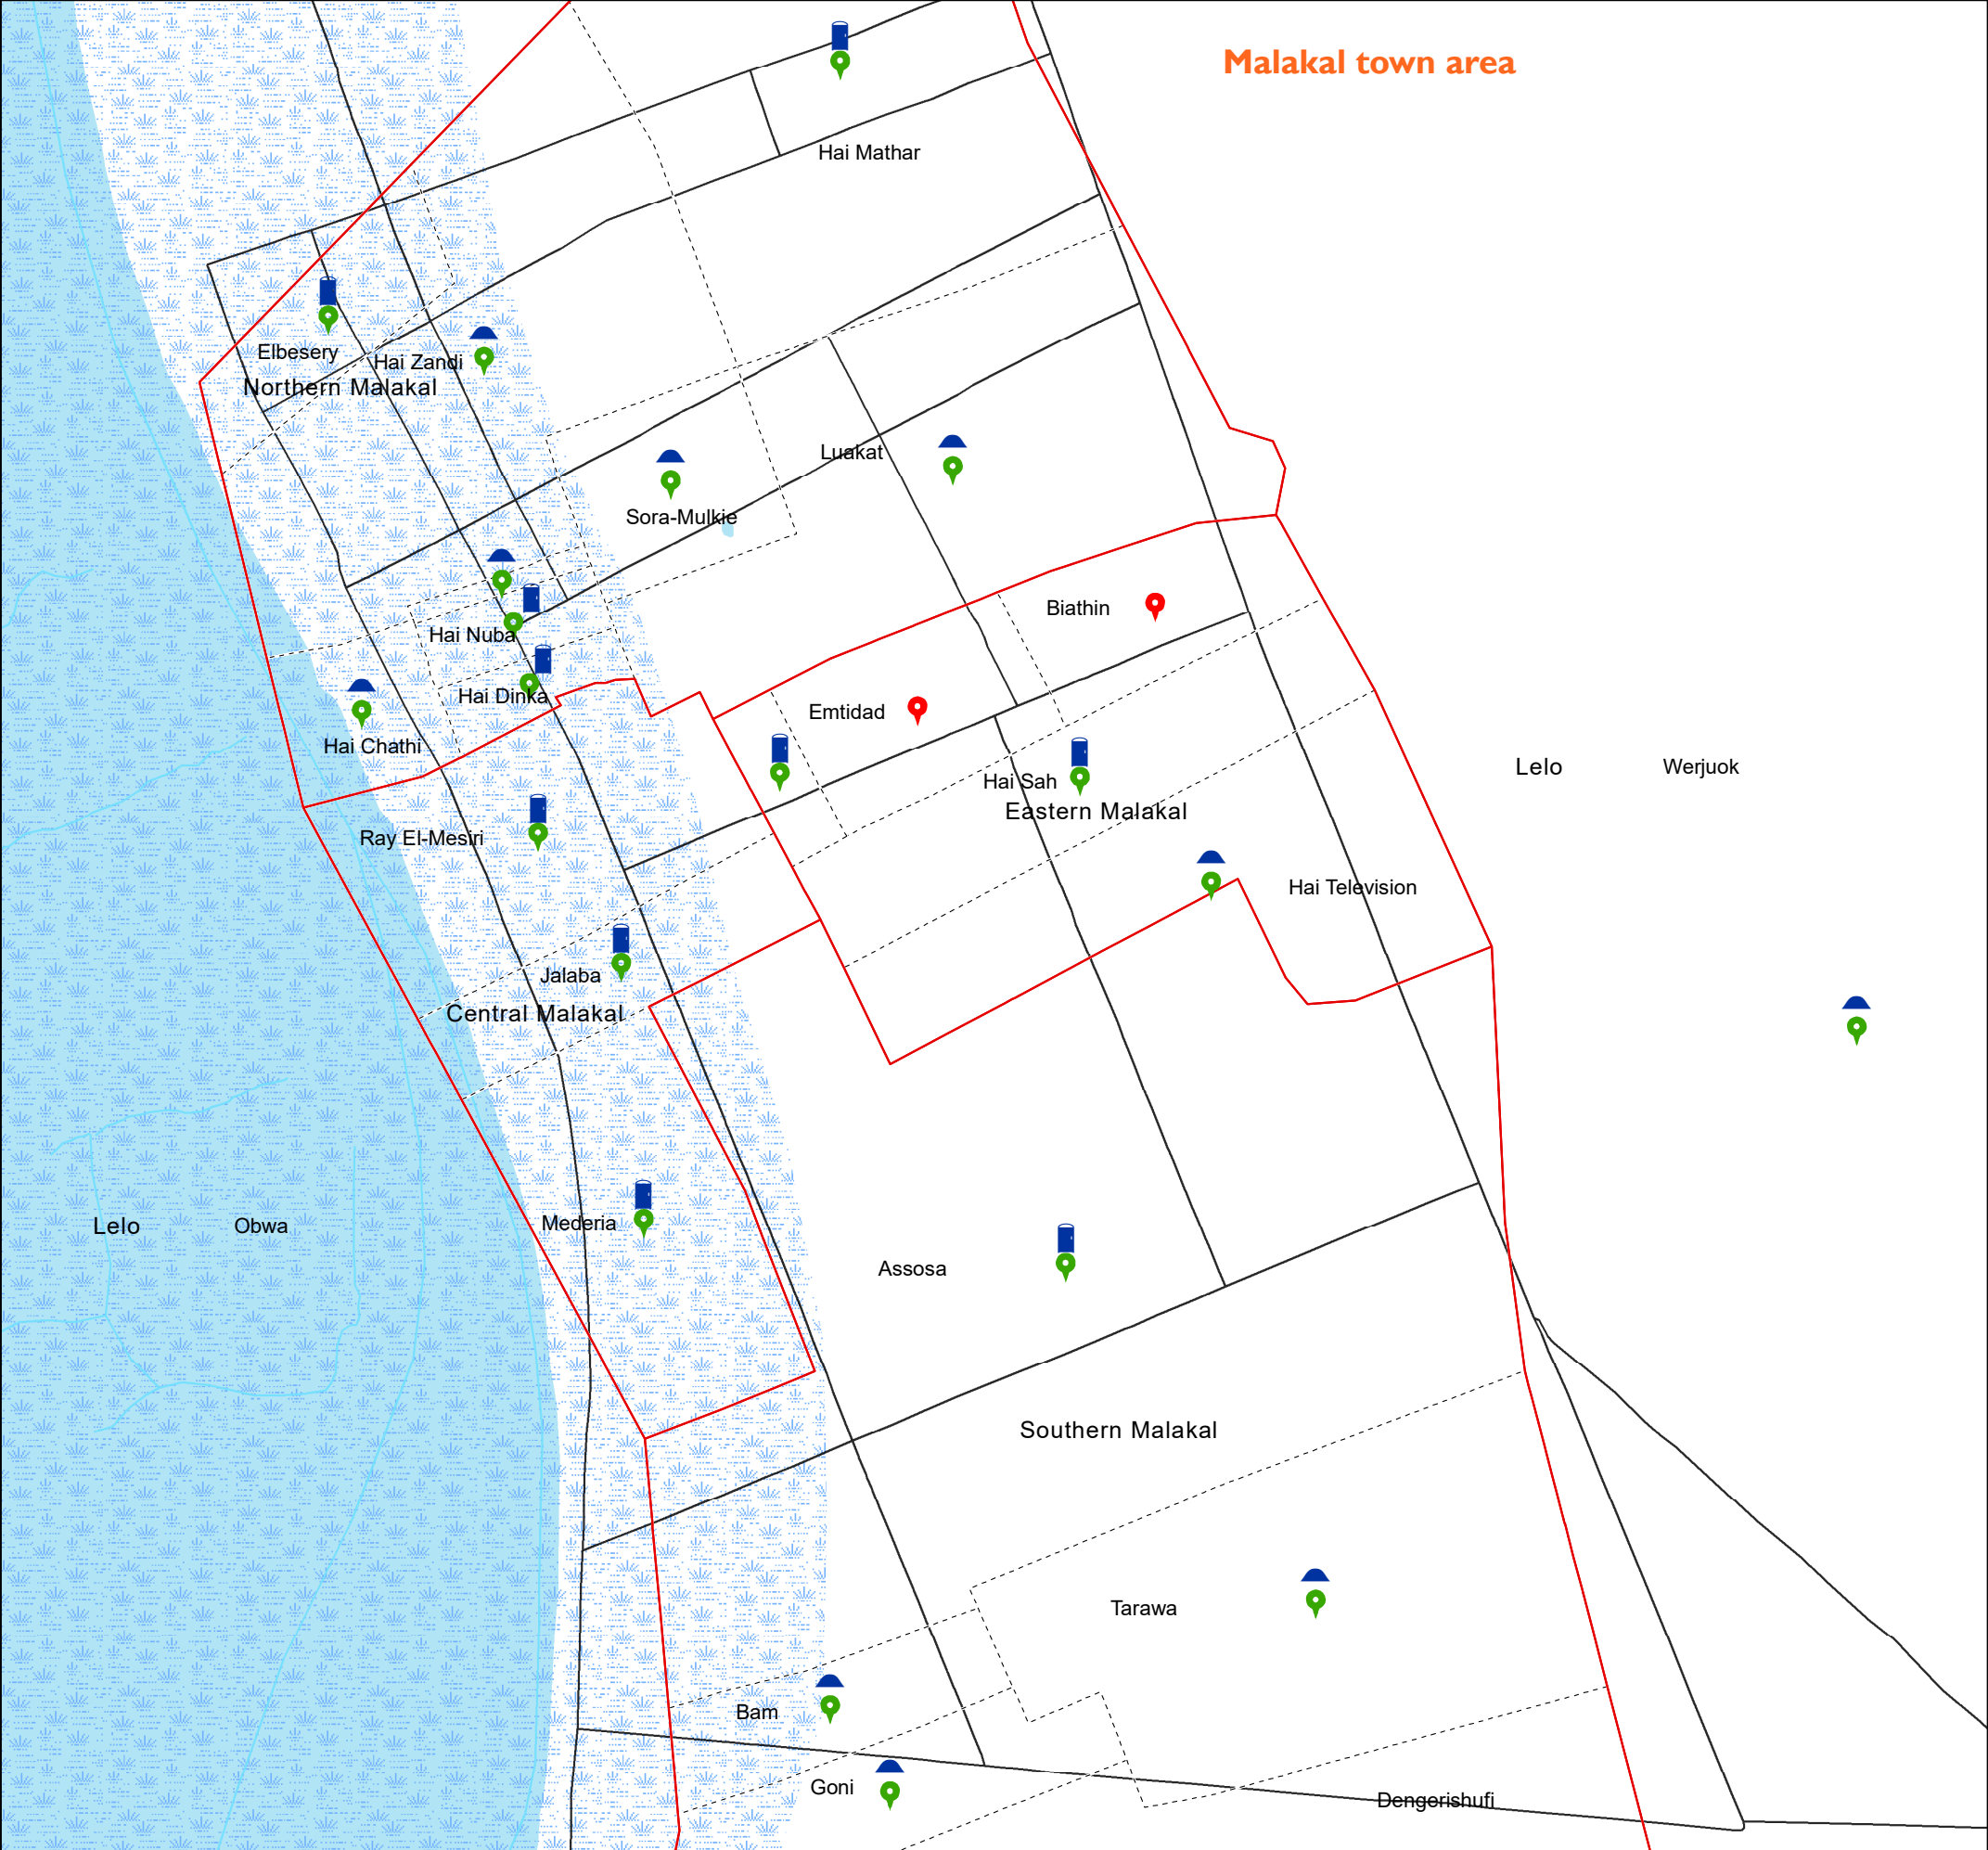 Malakal town area
Hai Mathar
Elbesery
Hai Zandi
Northern Malakal
Luakat
Sora-Mulkie
Biathin
Hai Nuba
Hai Dinka
Emtidad
Hai Chathi
Lelo
Werjuok
Hai Sah
Eastern Malakal
Ray El-Mesiri
Hai Television
Jalaba
Central Malakal
Mederia
Lelo
Obwa
Assosa
Southern Malakal
Tarawa
Bam
Goni
Dengerishufi